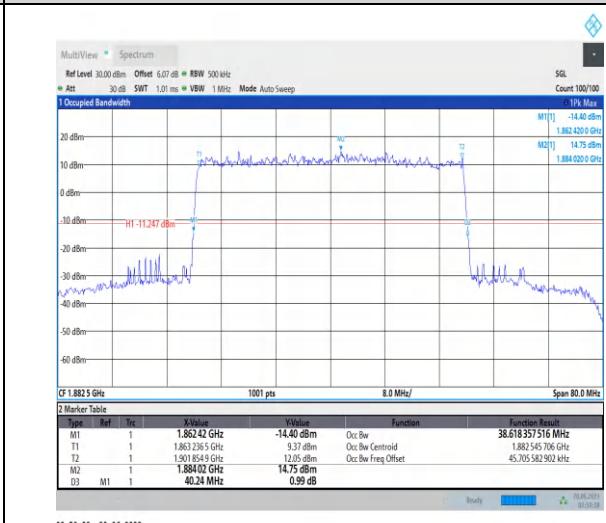 MultiView Spectrum
Ref Level 30.00 dBm Offset 6.07 dB RBW 500 kHz SGL
Att 30 dB SWT 1.01 ms VBW 1 MHz Mode Auto Sweep Count 100/100
1 Occupied Bandwidth 1Pk Max
M1[1] -14.40 dBm
1.862 420 0 GHz
M2[1] 14.75 dBm
1.884 020 0 GHz
20 dBm
M2
T1
T2
10 dBm
0 dBm
-10 dBm
H1 -11.247 dBm
M1
-20 dBm
-30 dBm
-40 dBm
-50 dBm
-60 dBm
CF 1.882 5 GHz 1001 pts 8.0 MHz/ Span 80.0 MHz
2 Marker Table
Type Ref Trc X-Value Y-Value Function Function Result
M1 1 1.862 42 GHz -14.40 dBm Occ Bw 38.618 357 516 MHz
T1 1 1.863 236 5 GHz 9.37 dBm Occ Bw Centroid 1.882 545 706 GHz
T2 1 1.901 854 9 GHz 12.05 dBm Occ Bw Freq Offset 45.705 582 902 kHz
M2 1 1.884 02 GHz 14.75 dBm
D3 M1 1 40.24 MHz 0.99 dB
Ready